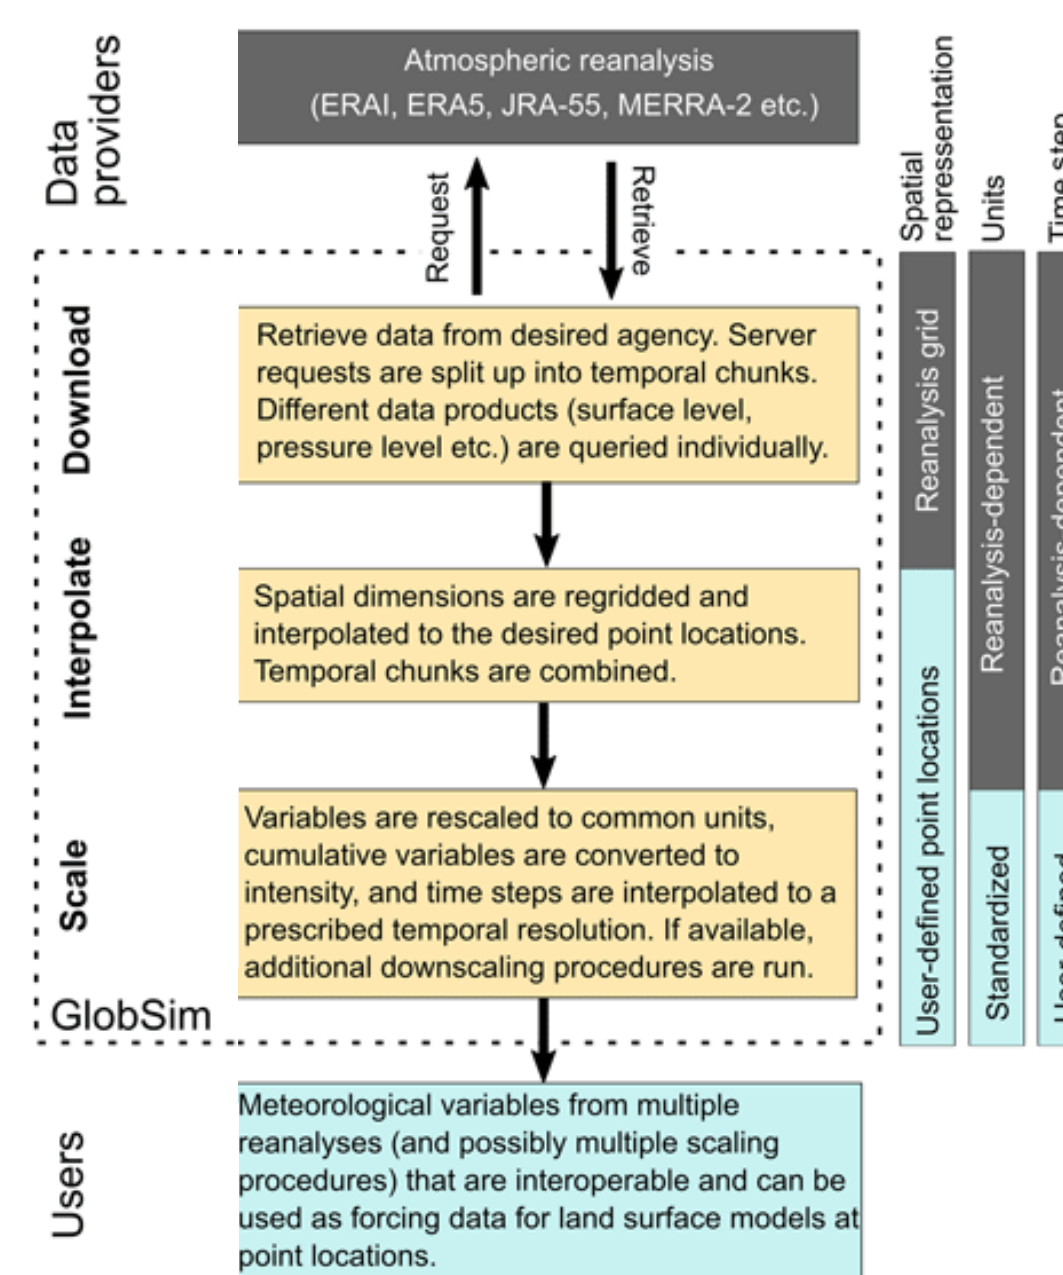 Data
providers
Atmospheric reanalysis
(ERAI, ERA5, JRA-55, MERRA-2 etc.)
Request
Retrieve
Spatial
repressentation
Units
Time step
Download
Retrieve data from desired agency. Server
requests are split up into temporal chunks.
Different data products (surface level,
pressure level etc.) are queried individually.
Interpolate
Spatial dimensions are regridded and
interpolated to the desired point locations.
Temporal chunks are combined.
Scale
Variables are rescaled to common units,
cumulative variables are converted to
intensity, and time steps are interpolated to a
prescribed temporal resolution. If available,
additional downscaling procedures are run.
GlobSim
Reanalysis grid
User-defined point locations
Reanalysis-dependent
Standardized
Reanalysis-dependent
User-defined
Users
Meteorological variables from multiple
reanalyses (and possibly multiple scaling
procedures) that are interoperable and can be
used as forcing data for land surface models at
point locations.